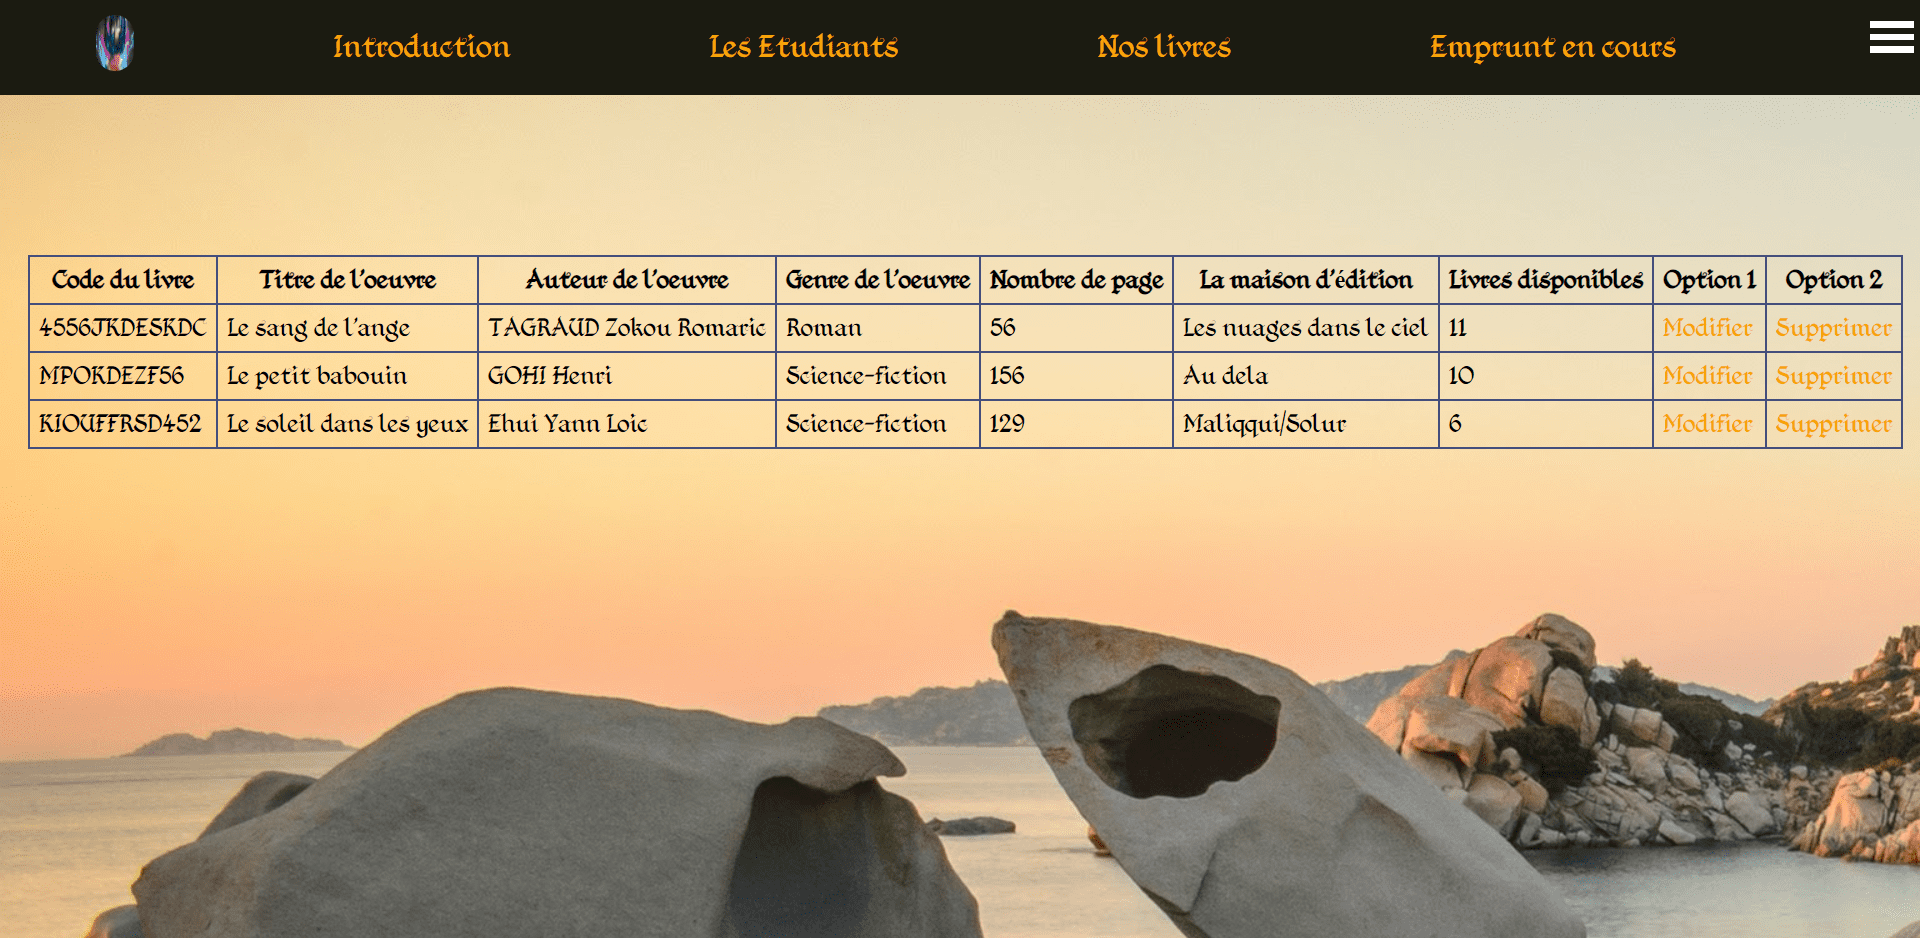 Introduction Les Etudiants Nos livres Emprunt en cours
Code du livre Titre de l'oeuvre Auteur de l'oeuvre Genre de l'oeuvre Nombre de page La maison d'édition Livres disponibles Option 1 Option 2
4556JKDESKDC Le sang de l'ange TAGRAUD Zokou Romaric Roman 56 Les nuages dans le ciel 11 Modifier Supprimer
MPOKDEZF56 Le petit babouin GOHI Henri Science-fiction 156 Au dela 10 Modifier Supprimer
KIOUFFRSD452 Le soleil dans les yeux Ehui Yann Loic Science-fiction 129 Maliqqui/Solur 6 Modifier Supprimer